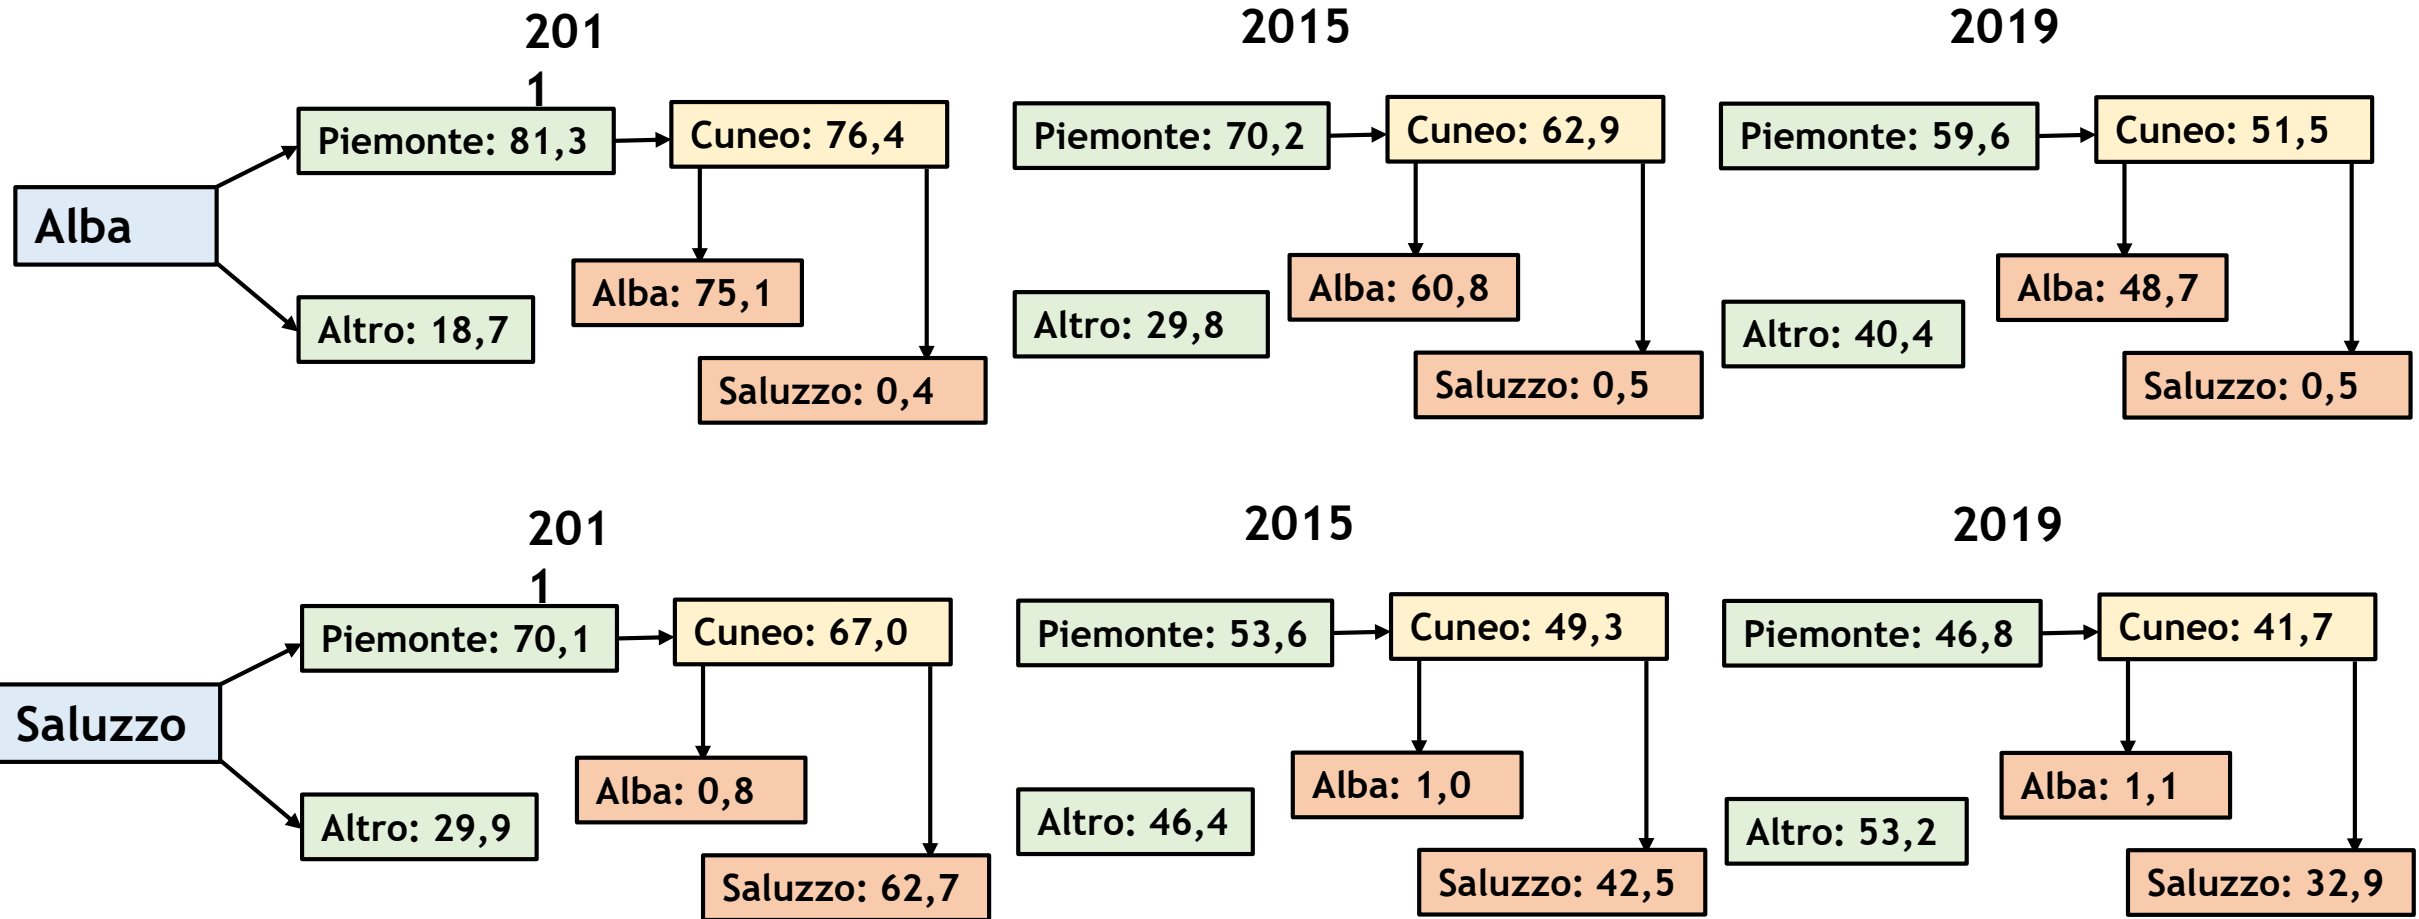 201
1
2015
2019
Piemonte: 81,3
Cuneo: 76,4
Piemonte: 70,2
Cuneo: 62,9
Piemonte: 59,6
Cuneo: 51,5
Alba
Alba: 75,1
Alba: 60,8
Alba: 48,7
Altro: 18,7
Altro: 29,8
Altro: 40,4
Saluzzo: 0,4
Saluzzo: 0,5
Saluzzo: 0,5
201
1
2015
2019
Piemonte: 70,1
Cuneo: 67,0
Piemonte: 53,6
Cuneo: 49,3
Piemonte: 46,8
Cuneo: 41,7
Saluzzo
Alba: 0,8
Alba: 1,0
Alba: 1,1
Altro: 29,9
Altro: 46,4
Altro: 53,2
Saluzzo: 62,7
Saluzzo: 42,5
Saluzzo: 32,9